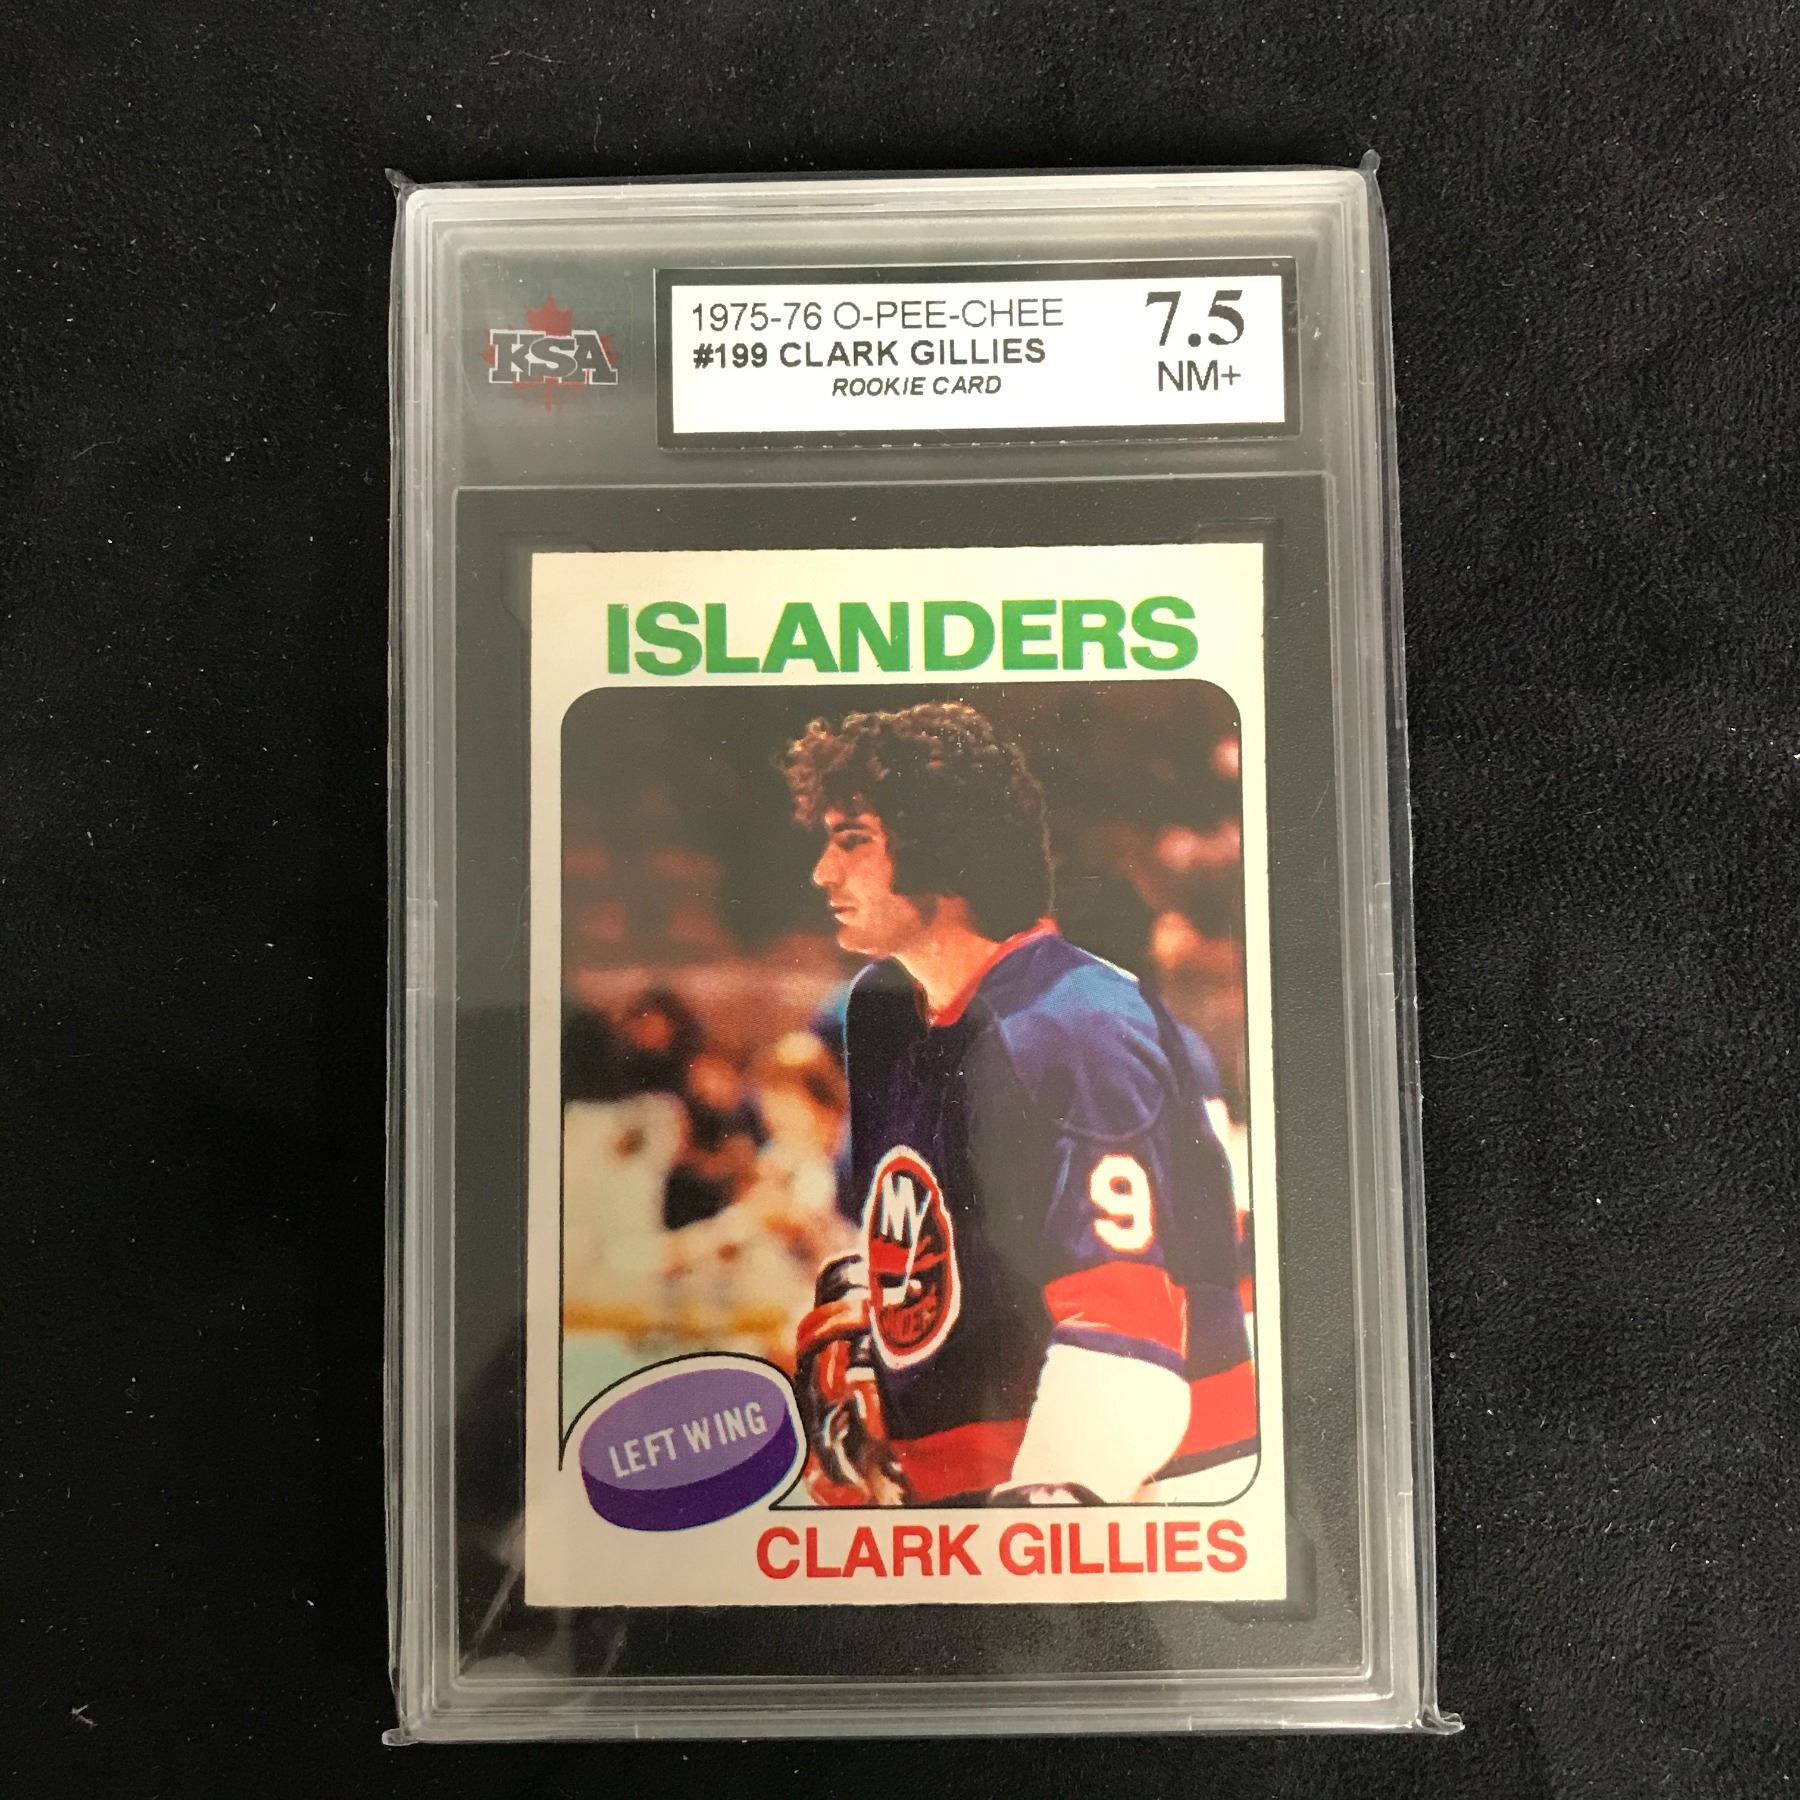 KSA
1975-76 O-PEE-CHEE
#199 CLARK GILLIES
ROOKIE CARD
7.5
NM+
ISLANDERS
9
NY
LEFT WING
CLARK GILLIES